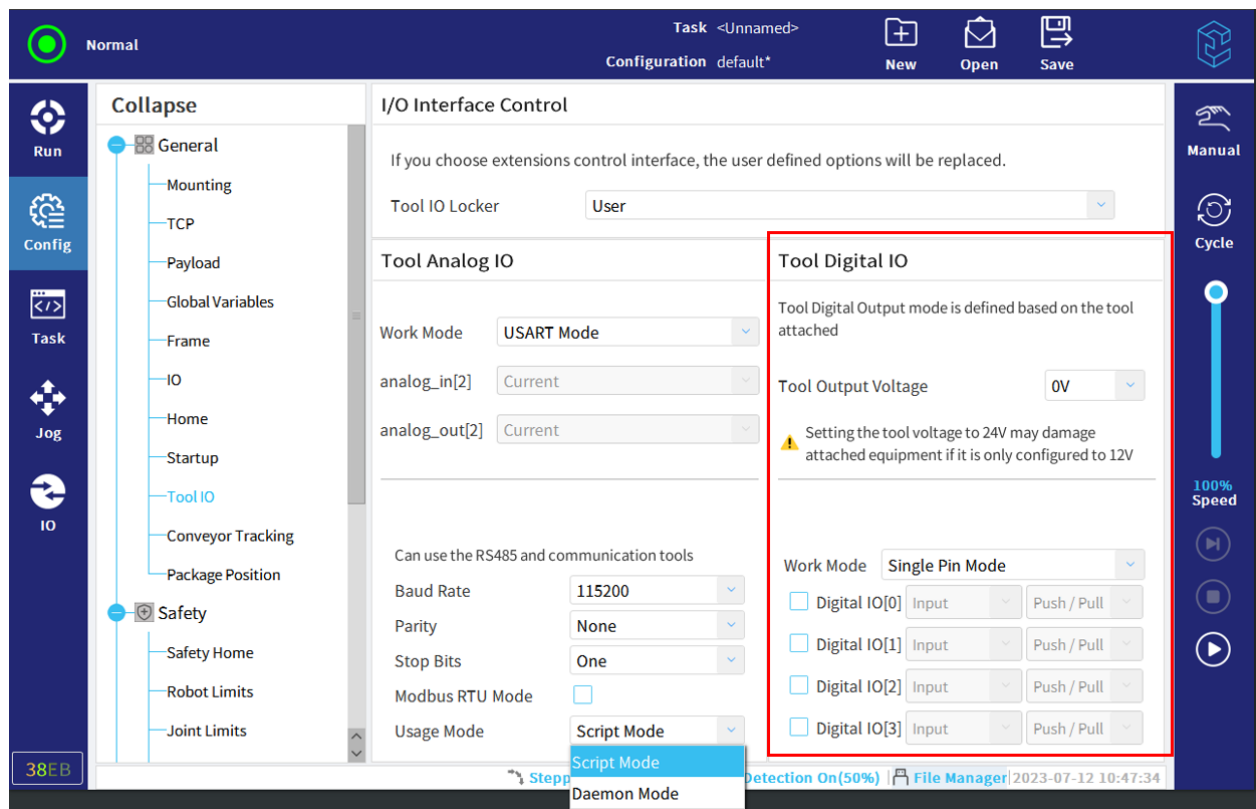 Normal
Task <Unnamed>
Configuration default*
New
Open
Save
Run
Config
Task
Jog
IO
38EB
Collapse
General
Mounting
TCP
Payload
Global Variables
Frame
IO
Home
Startup
Tool IO
Conveyor Tracking
Package Position
Safety
Safety Home
Robot Limits
Joint Limits
I/O Interface Control
If you choose extensions control interface, the user defined options will be replaced.
Tool IO Locker User
Tool Analog IO
Work Mode USART Mode
analog_in[2] Current
analog_out[2] Current
Can use the RS485 and communication tools
Baud Rate 115200
Parity None
Stop Bits One
Modbus RTU Mode
Usage Mode Script Mode
Script Mode
Daemon Mode
Tool Digital IO
Tool Digital Output mode is defined based on the tool
attached
Tool Output Voltage 0V
Setting the tool voltage to 24V may damage
attached equipment if it is only configured to 12V
Work Mode Single Pin Mode
Digital IO[0] Input Push / Pull
Digital IO[1] Input Push / Pull
Digital IO[2] Input Push / Pull
Digital IO[3] Input Push / Pull
Manual
Cycle
100%
Speed
Detection On(50%) File Manager 2023-07-12 10:47:34